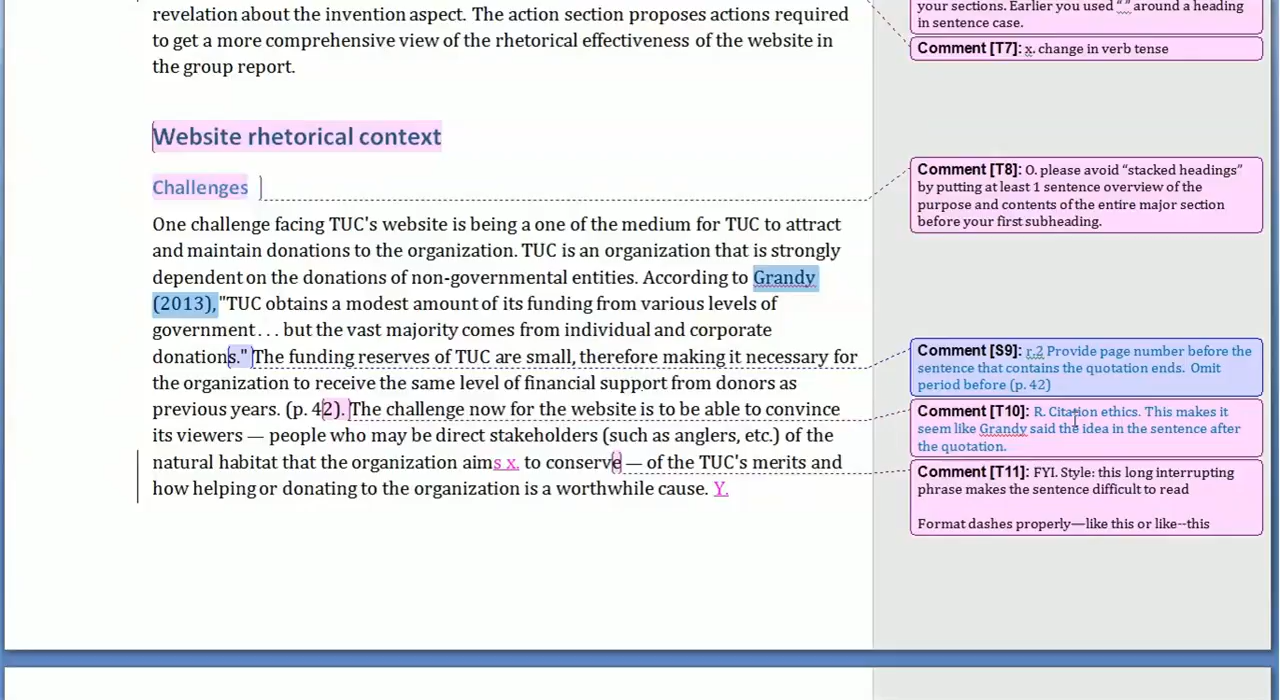 revelation about the invention aspect. The action section proposes actions required
to get a more comprehensive view of the rhetorical effectiveness of the website in
the group report.
Website rhetorical context
Challenges
One challenge facing TUC's website is being a one of the medium for TUC to attract
and maintain donations to the organization. TUC is an organization that is strongly
dependent on the donations of non-governmental entities. According to Grandy
(2013), "TUC obtains a modest amount of its funding from various levels of
government . . . but the vast majority comes from individual and corporate
donations." The funding reserves of TUC are small, therefore making it necessary for
the organization to receive the same level of financial support from donors as
previous years. (p. 42). The challenge now for the website is to be able to convince
its viewers — people who may be direct stakeholders (such as anglers, etc.) of the
natural habitat that the organization aims x. to conserve — of the TUC's merits and
how helping or donating to the organization is a worthwhile cause. Y.
your sections. Earlier you used “ ” around a heading
in sentence case.
Comment [T7]: x. change in verb tense
Comment [T8]: O. please avoid “stacked headings”
by putting at least 1 sentence overview of the
purpose and contents of the entire major section
before your first subheading.
Comment [S9]: r.2 Provide page number before the
sentence that contains the quotation ends. Omit
period before (p. 42)
Comment [T10]: R. Citation ethics. This makes it
seem like Grandy said the idea in the sentence after
the quotation.
Comment [T11]: FYI. Style: this long interrupting
phrase makes the sentence difficult to read
Format dashes properly—like this or like--this